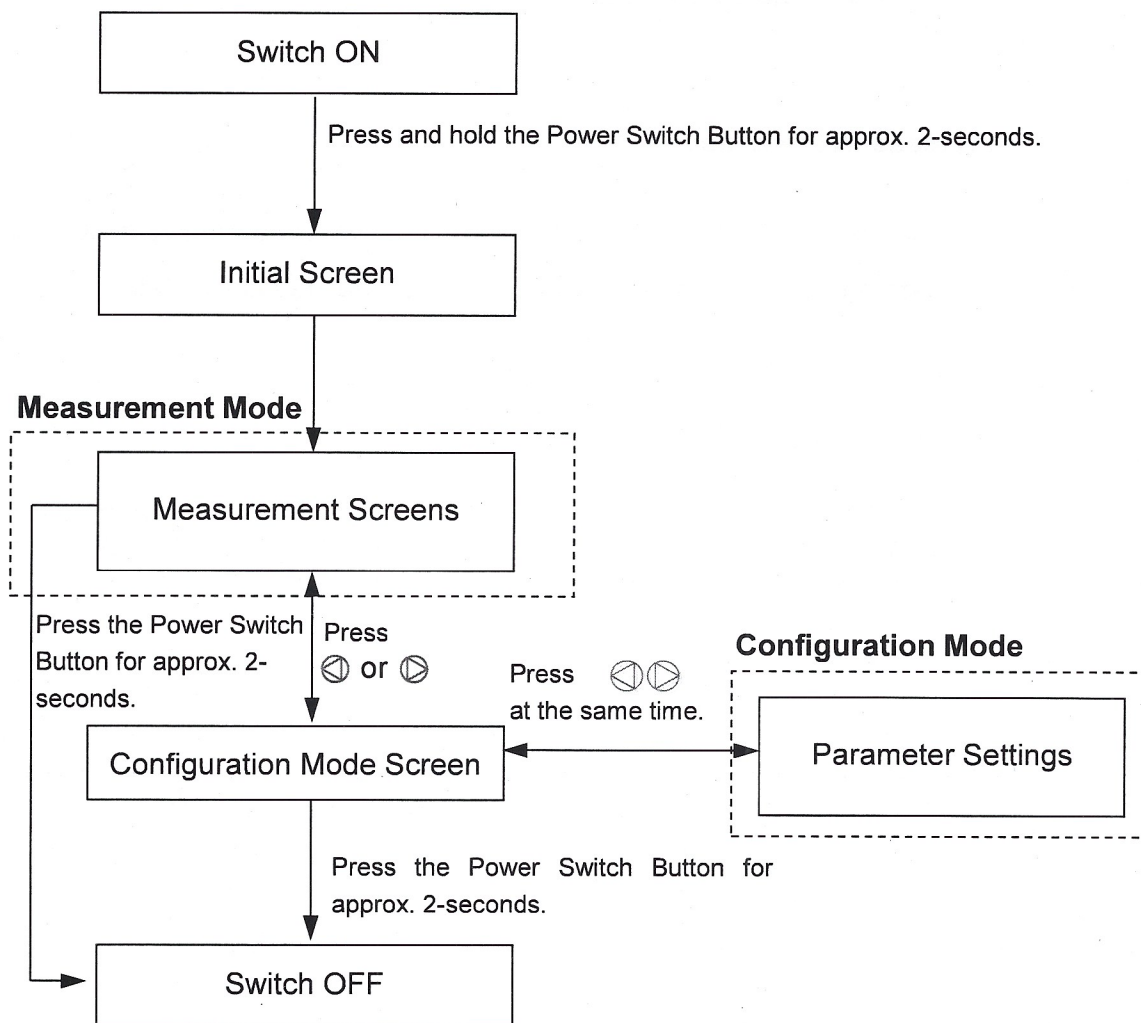 Switch ON
Press and hold the Power Switch Button for approx. 2-seconds.
Initial Screen
Measurement Mode
Measurement Screens
Press the Power Switch
Button for approx. 2-
seconds.
Press
or
Configuration Mode
Press
at the same time.
Configuration Mode Screen
Parameter Settings
Press the Power Switch Button for
approx. 2-seconds.
Switch OFF